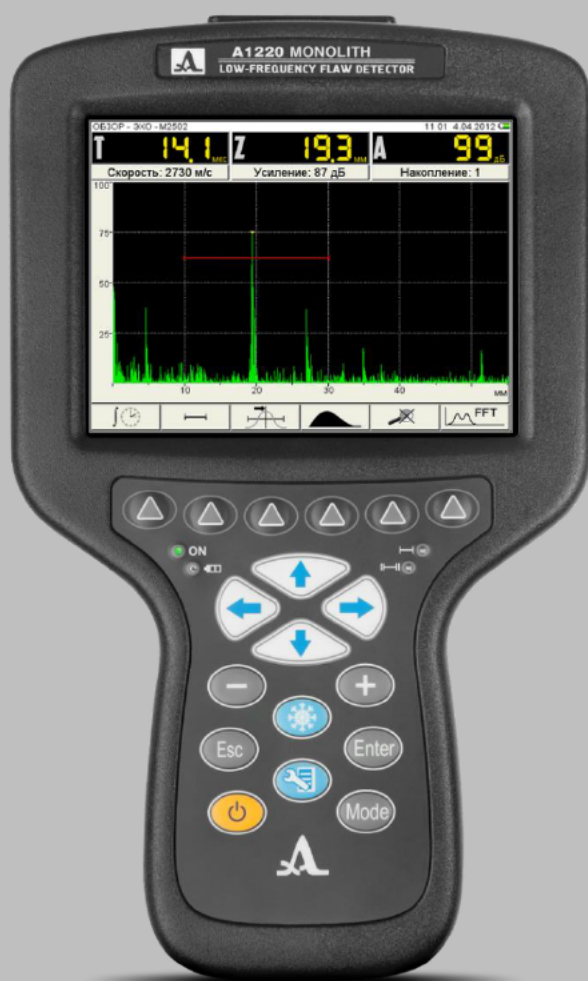 A1220 MONOLITH
LOW-FREQUENCY FLAW DETECTOR
ОБЗОР - ЭХО - M2502 11:01 4.04.2012
T 14,1 мкс Z 19,3 мм A 99 дБ
Скорость: 2730 м/с Усиление: 87 дБ Накопление: 1
100
75
50
25
10 20 30 40 мм
FFT
ON
- +
Esc Enter
Mode